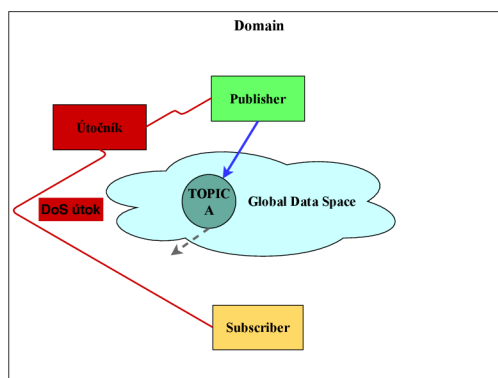 Domain
Publisher
Útočník
TOPIC
A
Global Data Space
DoS útok
Subscriber